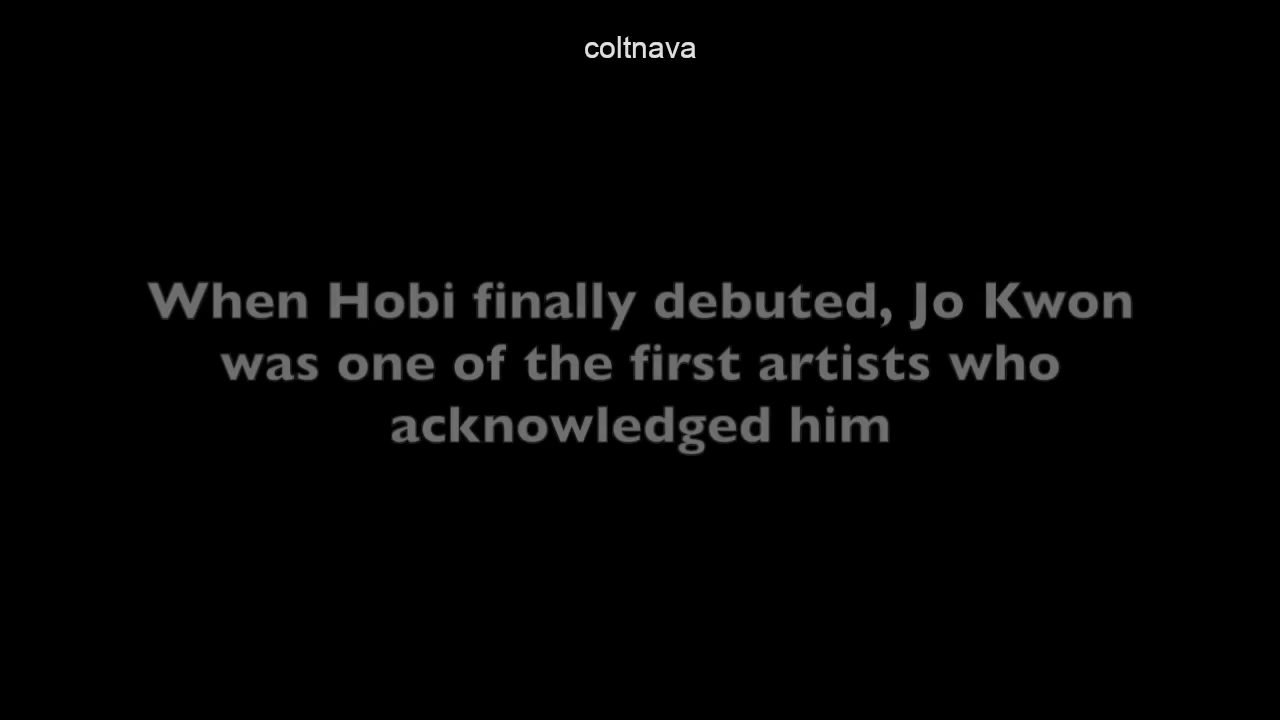 coltnava
When Hobi finally debuted, Jo Kwon
was one of the first artists who
acknowledged him